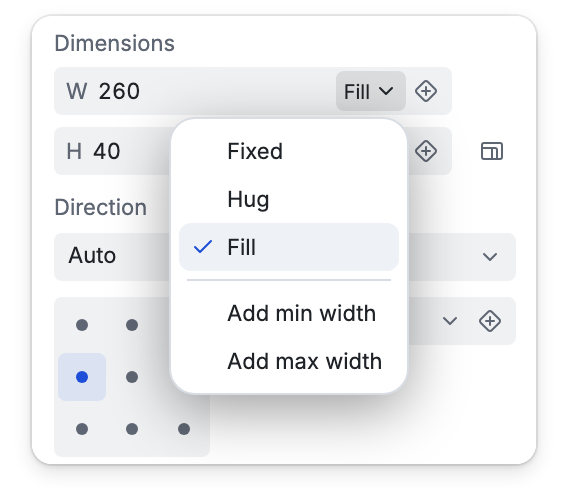 Dimensions
W 260 Fill
H 40
Fixed
Hug
Fill
Direction
Auto
Add min width
Add max width